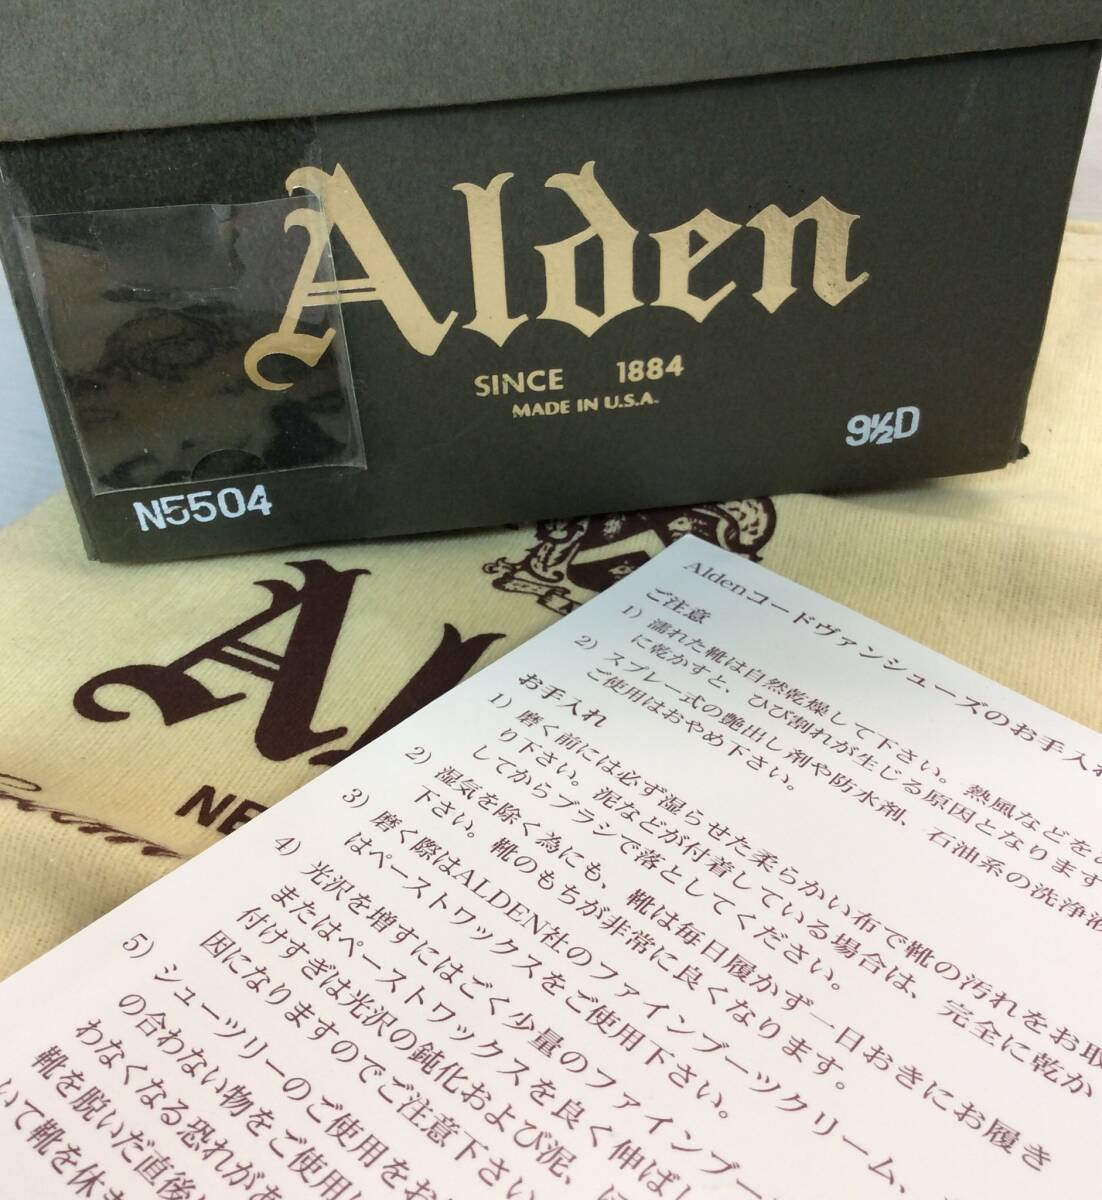 Alden
SINCE 1884
MADE IN U.S.A.
9½D
N5504
Al
NE
Aldenコードヴァンシューズのお手入れ
ご注意
1) 濡れた靴は自然乾燥して下さい。熱風などを
に乾かすと、ひび割れが生じる原因となります
2) スプレー式の艶出し剤や防水剤、石油系の洗浄液
ご使用はおやめ下さい。
お手入れ
1) 磨く前には必ず湿らせた柔らかい布で靴の汚れをお取
り下さい。泥などが付着している場合は、完全に乾か
してからブラシで落としてください。
2) 湿気を除く為にも、靴は毎日履かず一日おきにお履き
下さい。靴のもちが非常に良くなります。
3) 磨く際はALDEN社のファインブーツクリーム、
はペーストワックスをご使用下さい。
4) 光沢を増すにはごく少量のファインブー
またはペーストワックスを良く伸ばし
付けすぎは光沢の鈍化および泥、
因になりますのでご注意下さい
5) シューツリーのご使用をお
の合わない物をご使用
わなくなる恐れがあ
靴を脱いだ直後
いて靴を休ま